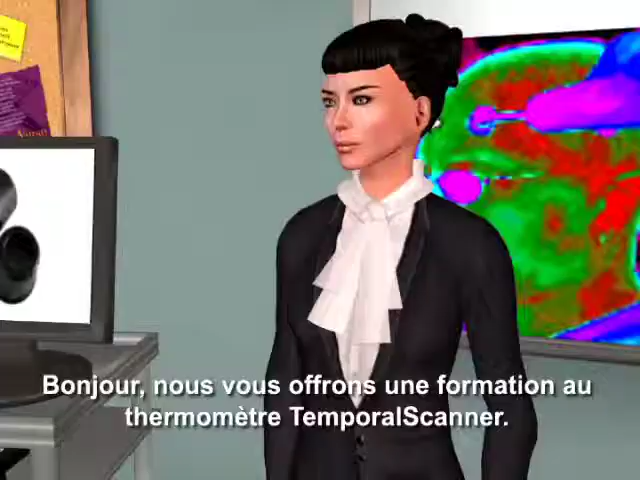 Bonjour, nous vous offrons une formation au
thermomètre TemporalScanner.